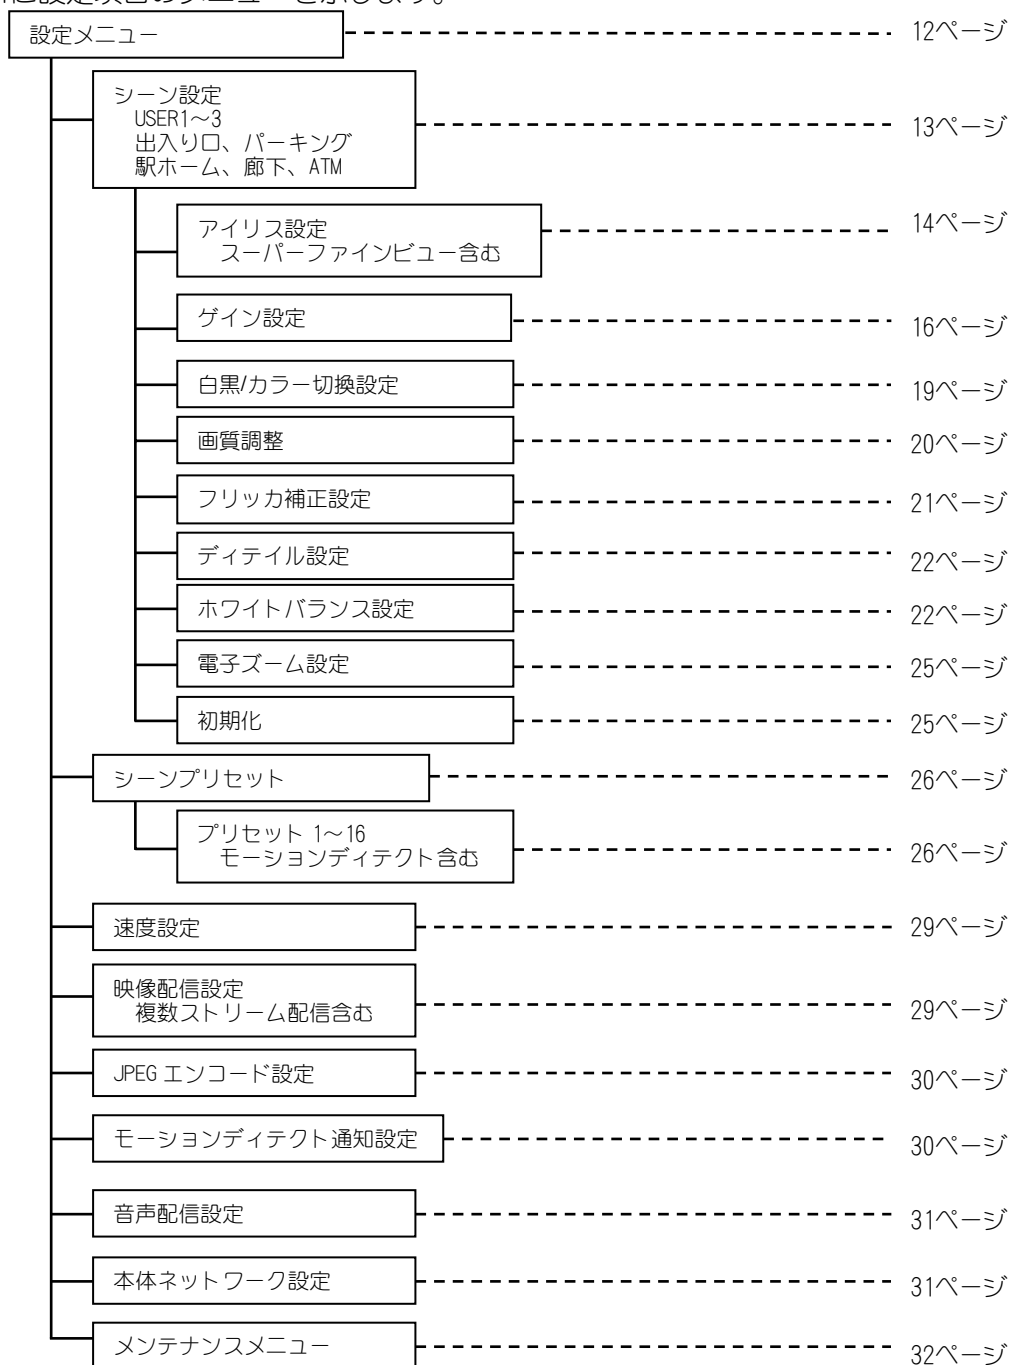 設定項目のメニューを示します。
設定メニュー 12ページ
シーン設定
USER1～3
出入り口、パーキング
駅ホーム、廊下、ATM
13ページ
アイリス設定
スーパーファインビュー含む
14ページ
ゲイン設定 16ページ
白黒/カラー切換設定 19ページ
画質調整 20ページ
フリッカ補正設定 21ページ
ディテイル設定 22ページ
ホワイトバランス設定 22ページ
電子ズーム設定 25ページ
初期化 25ページ
シーンプリセット 26ページ
プリセット 1～16
モーションディテクト含む
26ページ
速度設定 29ページ
映像配信設定
複数ストリーム配信含む
29ページ
JPEG エンコード設定 30ページ
モーションディテクト通知設定 30ページ
音声配信設定 31ページ
本体ネットワーク設定 31ページ
メンテナンスメニュー 32ページ